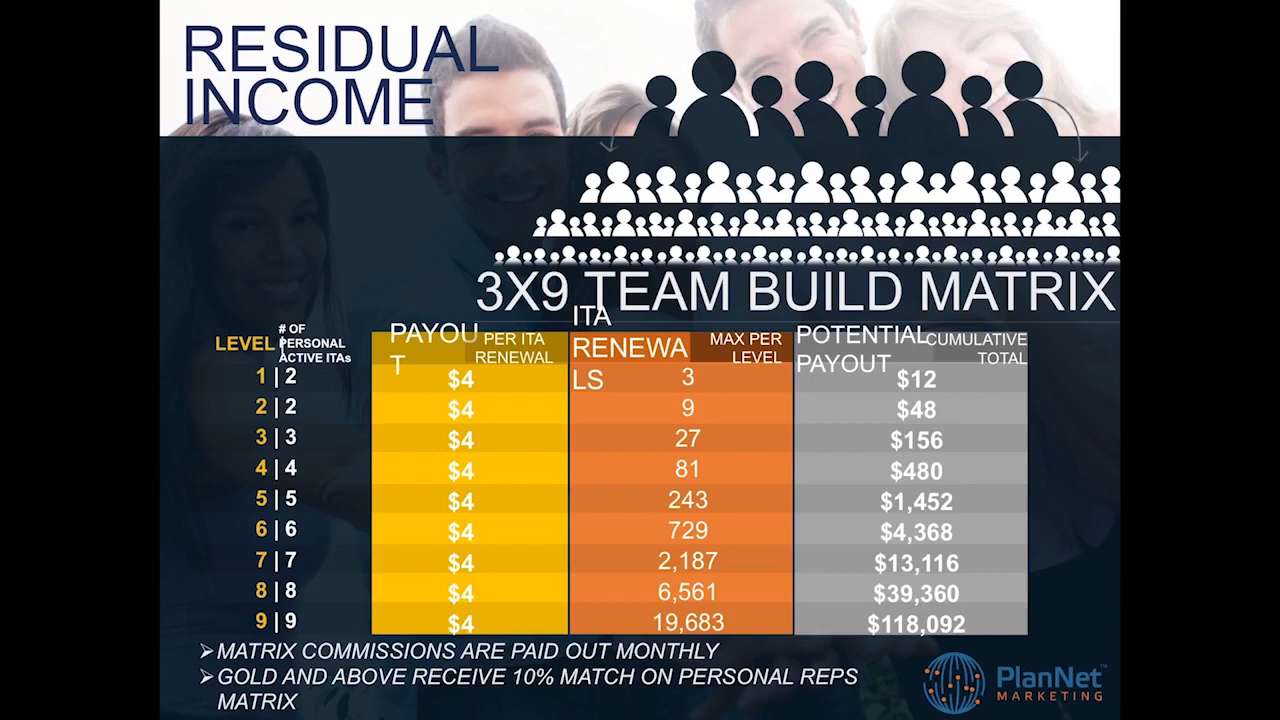 RESIDUAL
INCOME
3X9 TEAM BUILD MATRIX
LEVEL | # OF PERSONAL ACTIVE ITAs
PAYOUT
PER ITA RENEWAL
ITA RENEWALS
MAX PER LEVEL
POTENTIAL PAYOUT
CUMULATIVE TOTAL
1 | 2 $4 3 $12
2 | 2 $4 9 $48
3 | 3 $4 27 $156
4 | 4 $4 81 $480
5 | 5 $4 243 $1,452
6 | 6 $4 729 $4,368
7 | 7 $4 2,187 $13,116
8 | 8 $4 6,561 $39,360
9 | 9 $4 19,683 $118,092
➢MATRIX COMMISSIONS ARE PAID OUT MONTHLY
➢GOLD AND ABOVE RECEIVE 10% MATCH ON PERSONAL REPS
MATRIX
PlanNet™
MARKETING